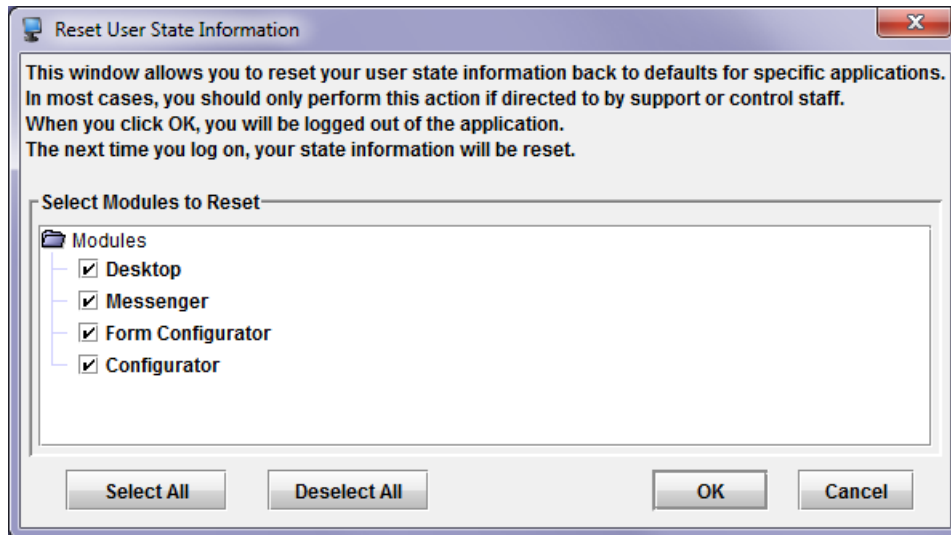 Reset User State Information
This window allows you to reset your user state information back to defaults for specific applications.
In most cases, you should only perform this action if directed to by support or control staff.
When you click OK, you will be logged out of the application.
The next time you log on, your state information will be reset.
Select Modules to Reset
Modules
Desktop
Messenger
Form Configurator
Configurator
Select All Deselect All OK Cancel